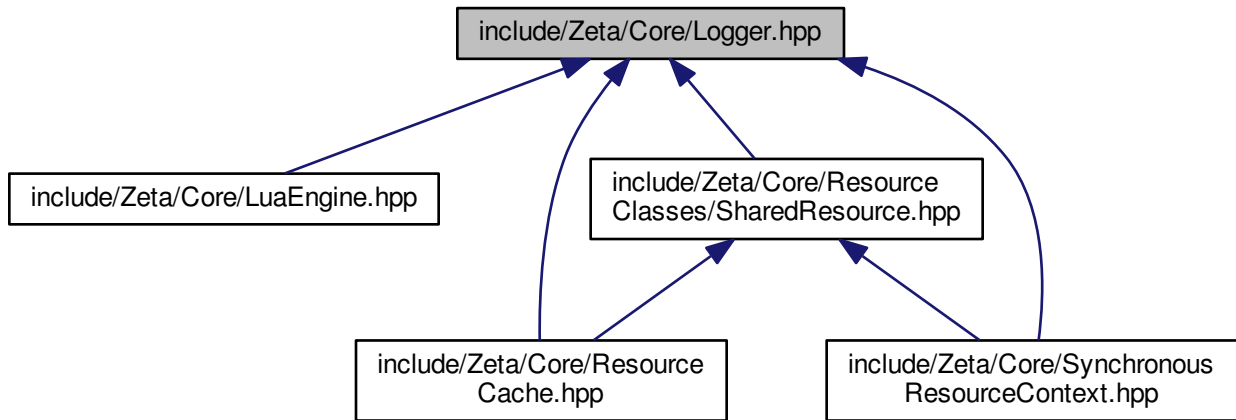 include/Zeta/Core/Logger.hpp
include/Zeta/Core/LuaEngine.hpp
include/Zeta/Core/Resource
Classes/SharedResource.hpp
include/Zeta/Core/Resource
Cache.hpp
include/Zeta/Core/Synchronous
ResourceContext.hpp